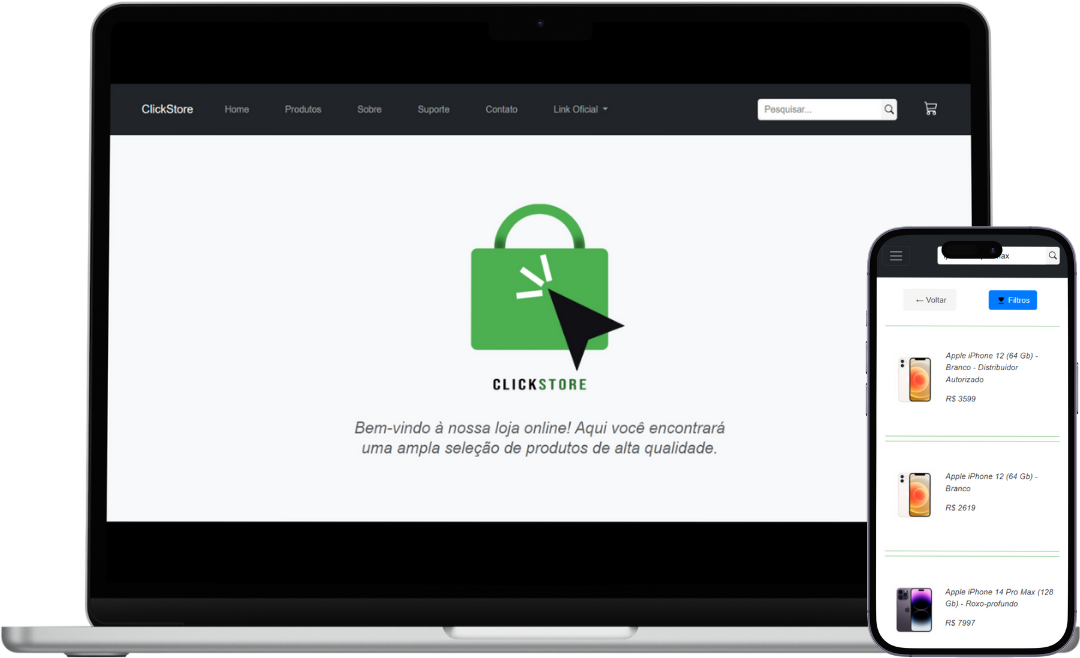 ClickStore Home Produtos Sobre Suporte Contato Link Oficial Pesquisar...
CLICKSTORE
Bem-vindo à nossa loja online! Aqui você encontrará
uma ampla seleção de produtos de alta qualidade.
← Voltar Filtros
Apple iPhone 12 (64 Gb) -
Branco - Distribuidor
Autorizado
R$ 3599
Apple iPhone 12 (64 Gb) -
Branco
R$ 2619
Apple iPhone 14 Pro Max (128
Gb) - Roxo-profundo
R$ 7997